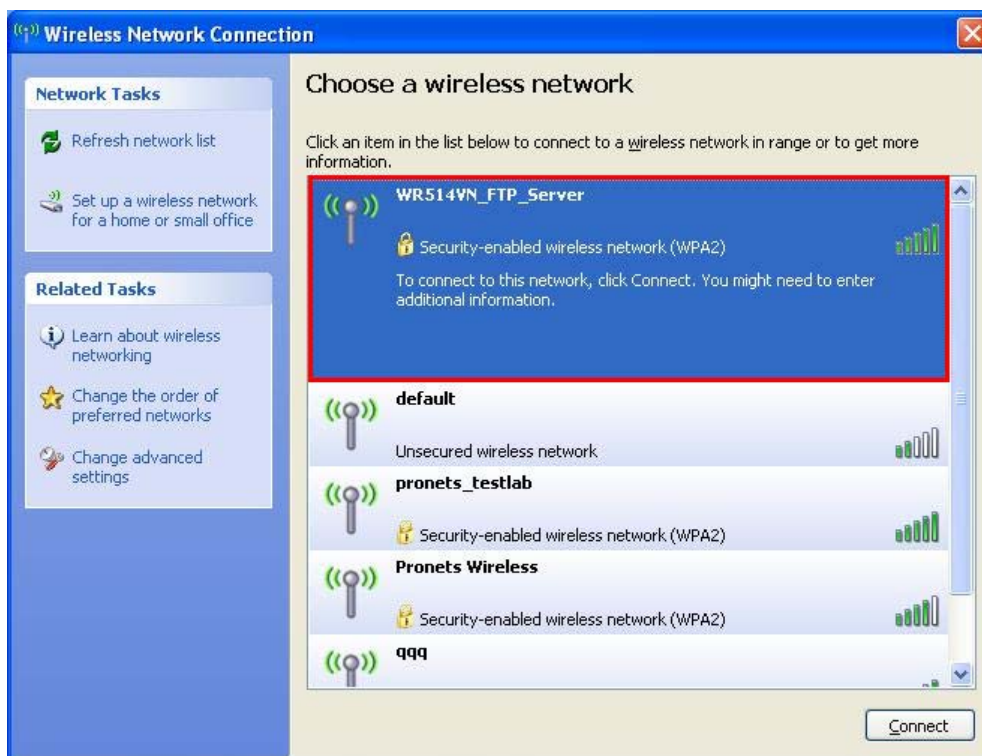 Wireless Network Connection
Network Tasks
Refresh network list
Set up a wireless network
for a home or small office
Related Tasks
Learn about wireless
networking
Change the order of
preferred networks
Change advanced
settings
Choose a wireless network
Click an item in the list below to connect to a wireless network in range or to get more
information.
WR514VN_FTP_Server
Security-enabled wireless network (WPA2)
To connect to this network, click Connect. You might need to enter
additional information.
default
Unsecured wireless network
pronets_testlab
Security-enabled wireless network (WPA2)
Pronets Wireless
Security-enabled wireless network (WPA2)
qqq
Connect